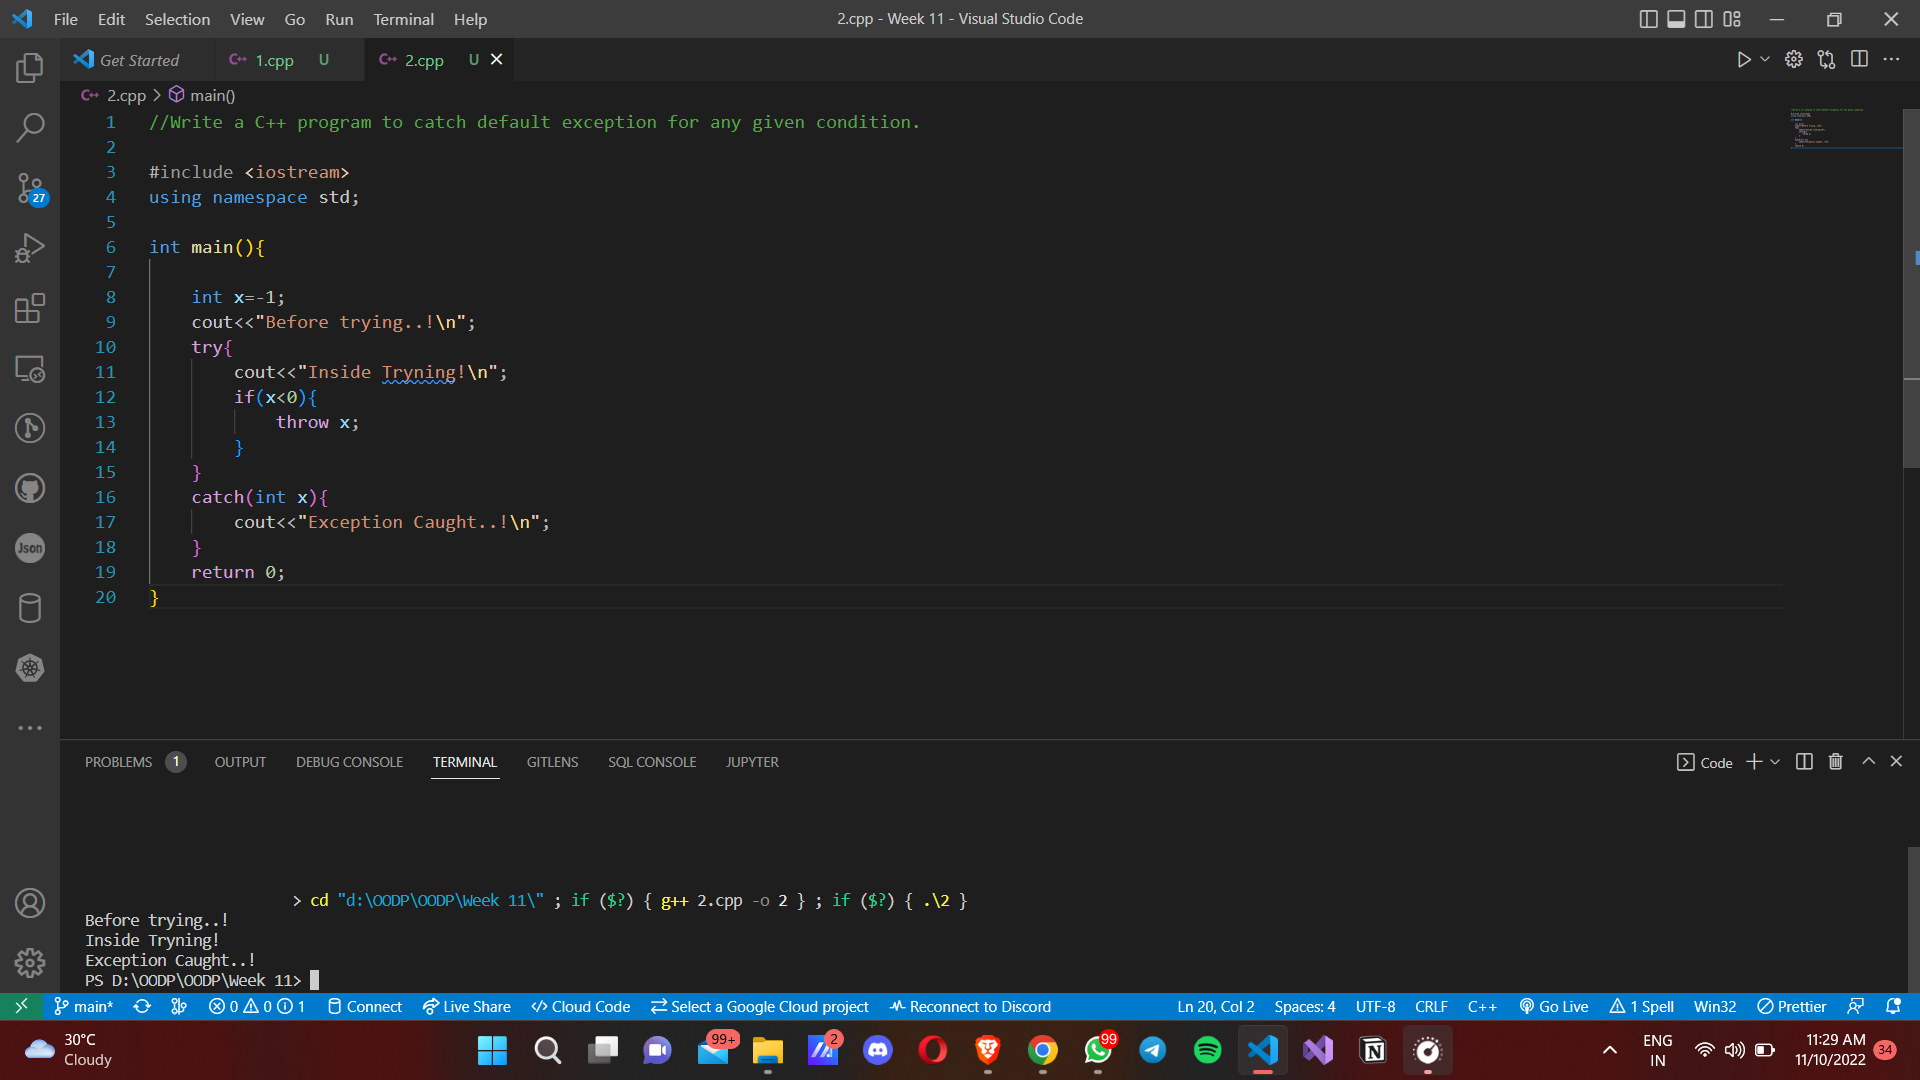 File Edit Selection View Go Run Terminal Help
2.cpp - Week 11 - Visual Studio Code
Get Started
1.cpp U
2.cpp U
2.cpp > main()
1 //Write a C++ program to catch default exception for any given condition.
2
3 #include <iostream>
4 using namespace std;
5
6 int main(){
7
8 int x=-1;
9 cout<<"Before trying..!\n";
10 try{
11 cout<<"Inside Tryning!\n";
12 if(x<0){
13 throw x;
14 }
15 }
16 catch(int x){
17 cout<<"Exception Caught..!\n";
18 }
19 return 0;
20 }
27
Json
PROBLEMS 1 OUTPUT DEBUG CONSOLE TERMINAL GITLENS SQL CONSOLE JUPYTER
Code
> cd "d:\OODP\OODP\Week 11\" ; if ($?) { g++ 2.cpp -o 2 } ; if ($?) { .\2 }
Before trying..!
Inside Tryning!
Exception Caught..!
PS D:\OODP\OODP\Week 11>
main* 0 0 1 Connect Live Share Cloud Code Select a Google Cloud project Reconnect to Discord
Ln 20, Col 2 Spaces: 4 UTF-8 CRLF C++ Go Live 1 Spell Win32 Prettier
30°C
Cloudy
99+
2
99
ENG
IN
11:29 AM
11/10/2022
34